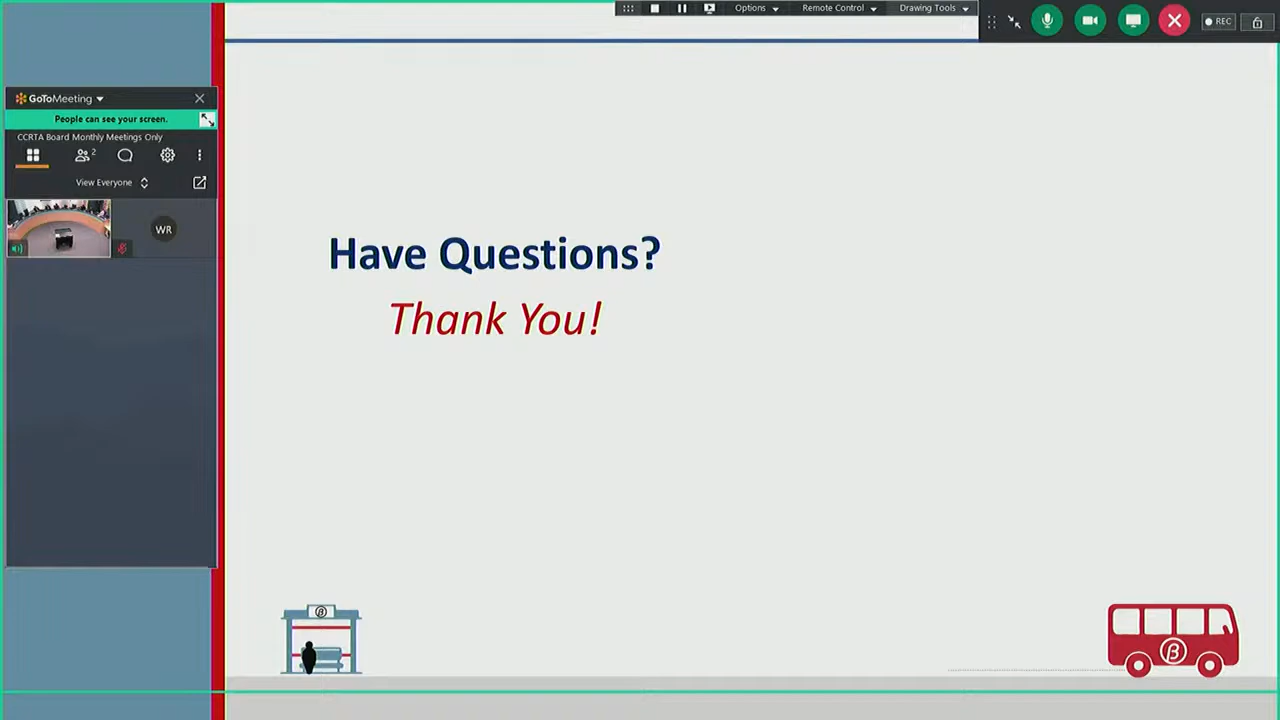 Options
Remote Control
Drawing Tools
REC
GoToMeeting
People can see your screen.
CCRTA Board Monthly Meetings Only
2
View Everyone
WR
Have Questions?
Thank You!
β
β